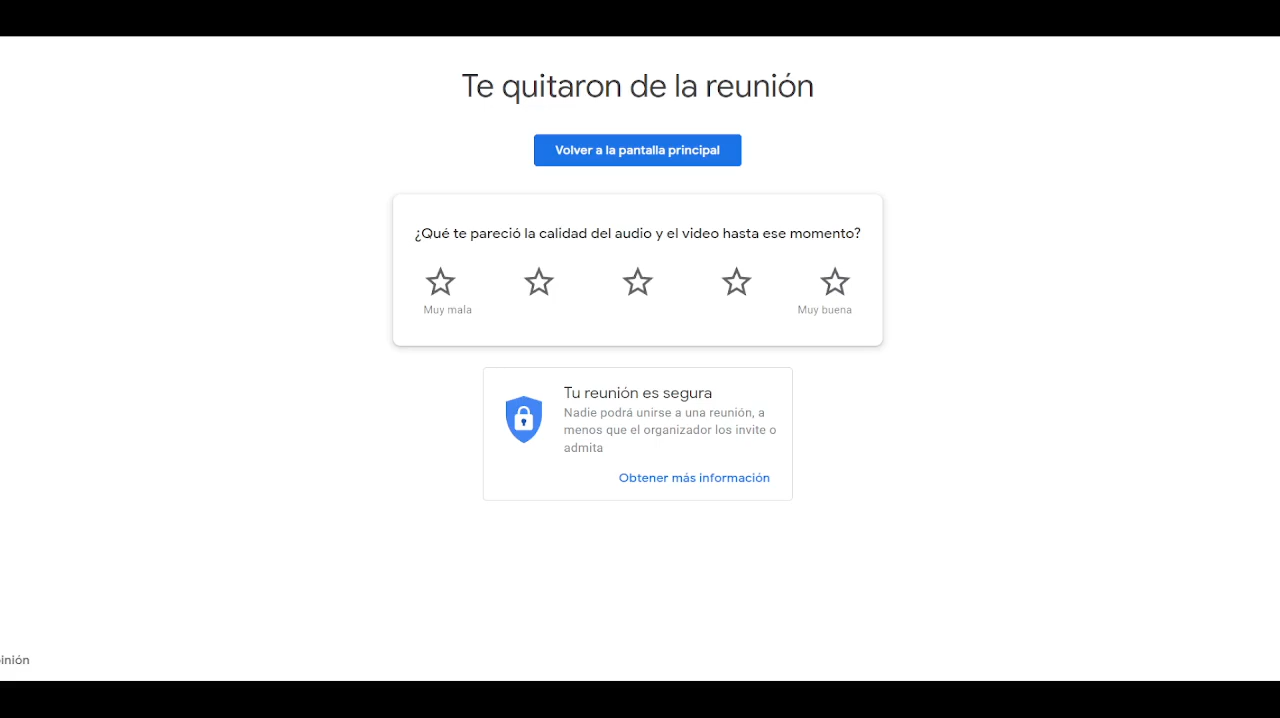 Te quitaron de la reunión
Volver a la pantalla principal
¿Qué te pareció la calidad del audio y el video hasta ese momento?
Muy mala
Muy buena
Tu reunión es segura
Nadie podrá unirse a una reunión, a
menos que el organizador los invite o
admita
Obtener más información
inión